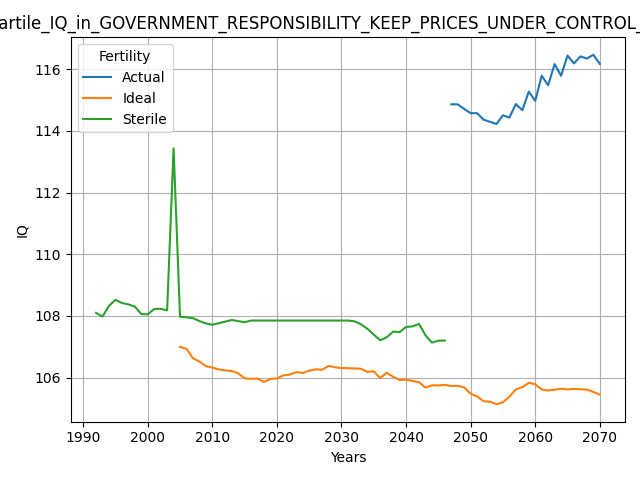 artile_IQ_in_GOVERNMENT_RESPONSIBILITY_KEEP_PRICES_UNDER_CONTROL_
Fertility
Actual
Ideal
Sterile
116
114
112
110
108
106
IQ
1990 2000 2010 2020 2030 2040 2050 2060 2070
Years